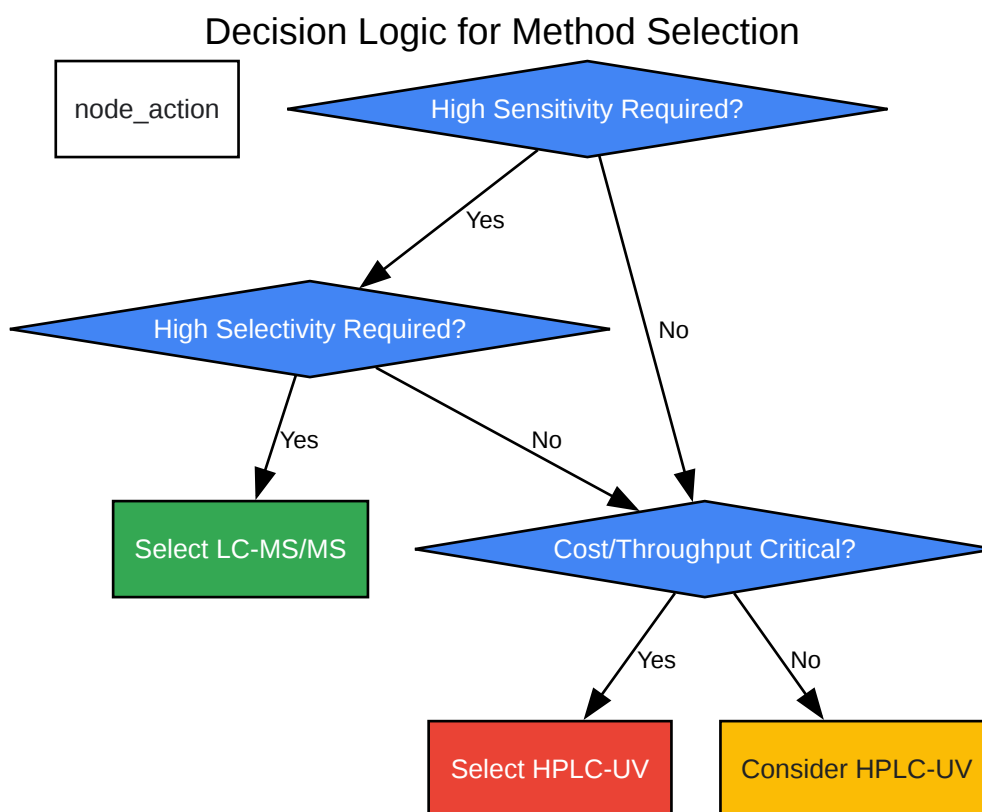 Decision Logic for Method Selection
node_action
High Sensitivity Required?
Yes
High Selectivity Required?
No
Yes
No
Select LC-MS/MS
Cost/Throughput Critical?
Yes
No
Select HPLC-UV
Consider HPLC-UV